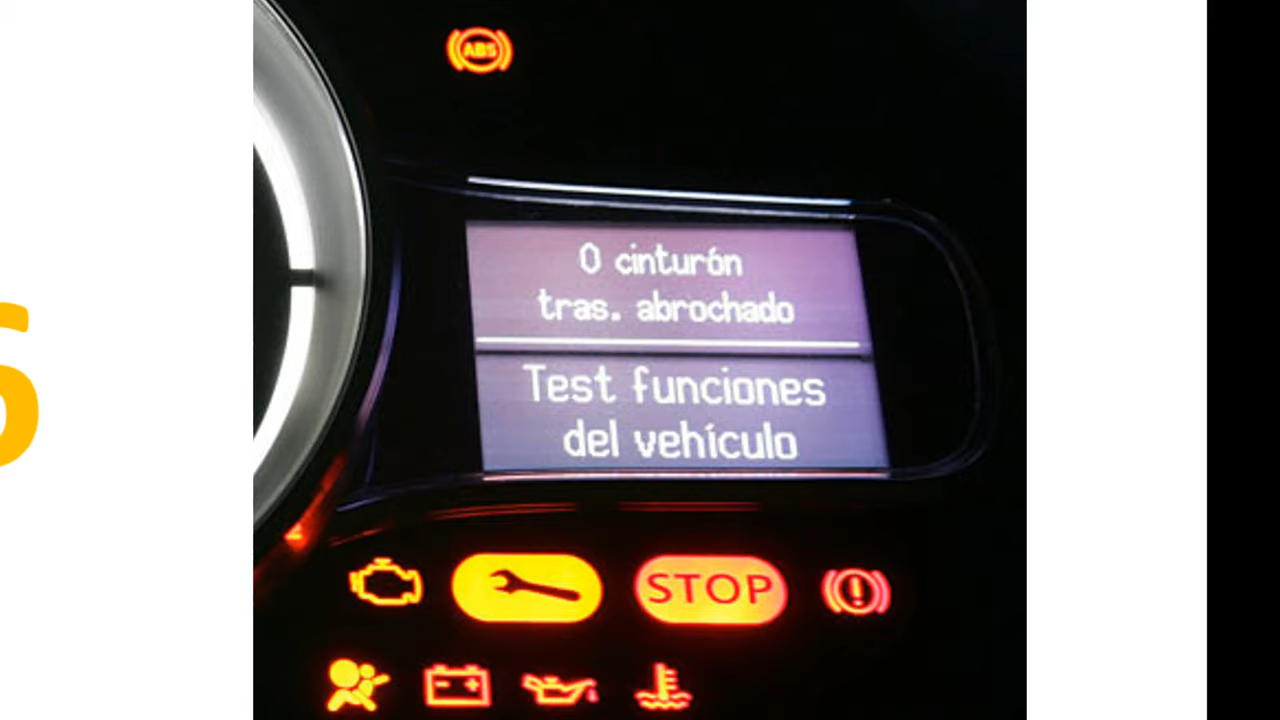 ABS
0 cinturón
tras. abrochado
Test funciones
del vehículo
STOP